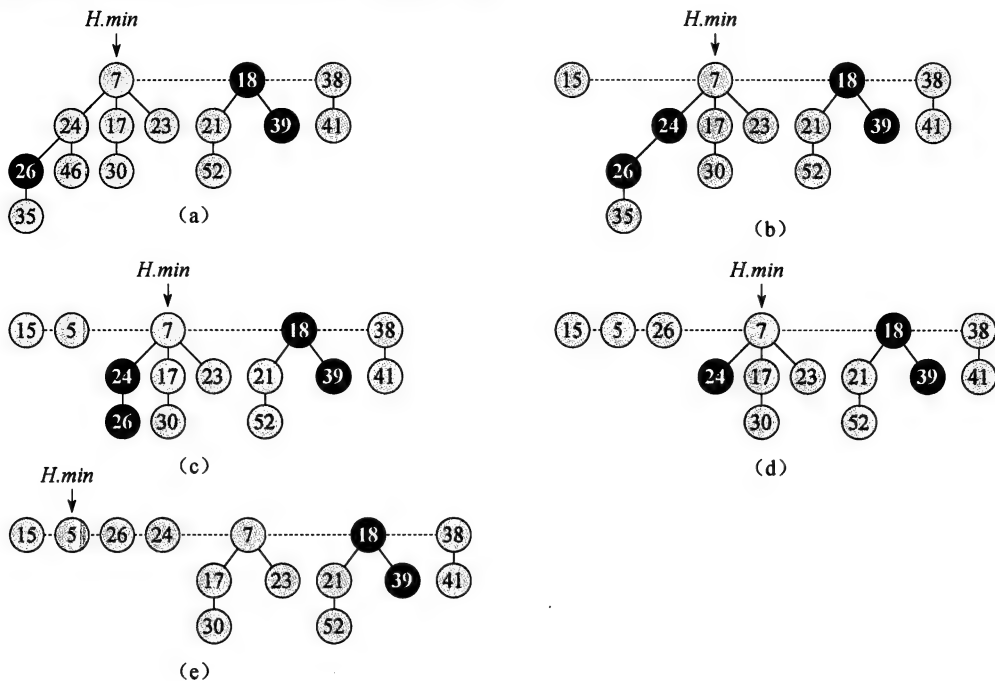 H.min
7 18 38
24 17 23 21 39 41
26 46 30 52
35
(a)
H.min
15 7 18 38
24 17 23 21 39 41
26 30 52
35
(b)
H.min
15 5 7 18 38
24 17 23 21 39 41
26 30 52
(c)
H.min
15 5 26 7 18 38
24 17 23 21 39 41
30 52
(d)
H.min
15 5 26 24 7 18 38
17 23 21 39 41
30 52
(e)